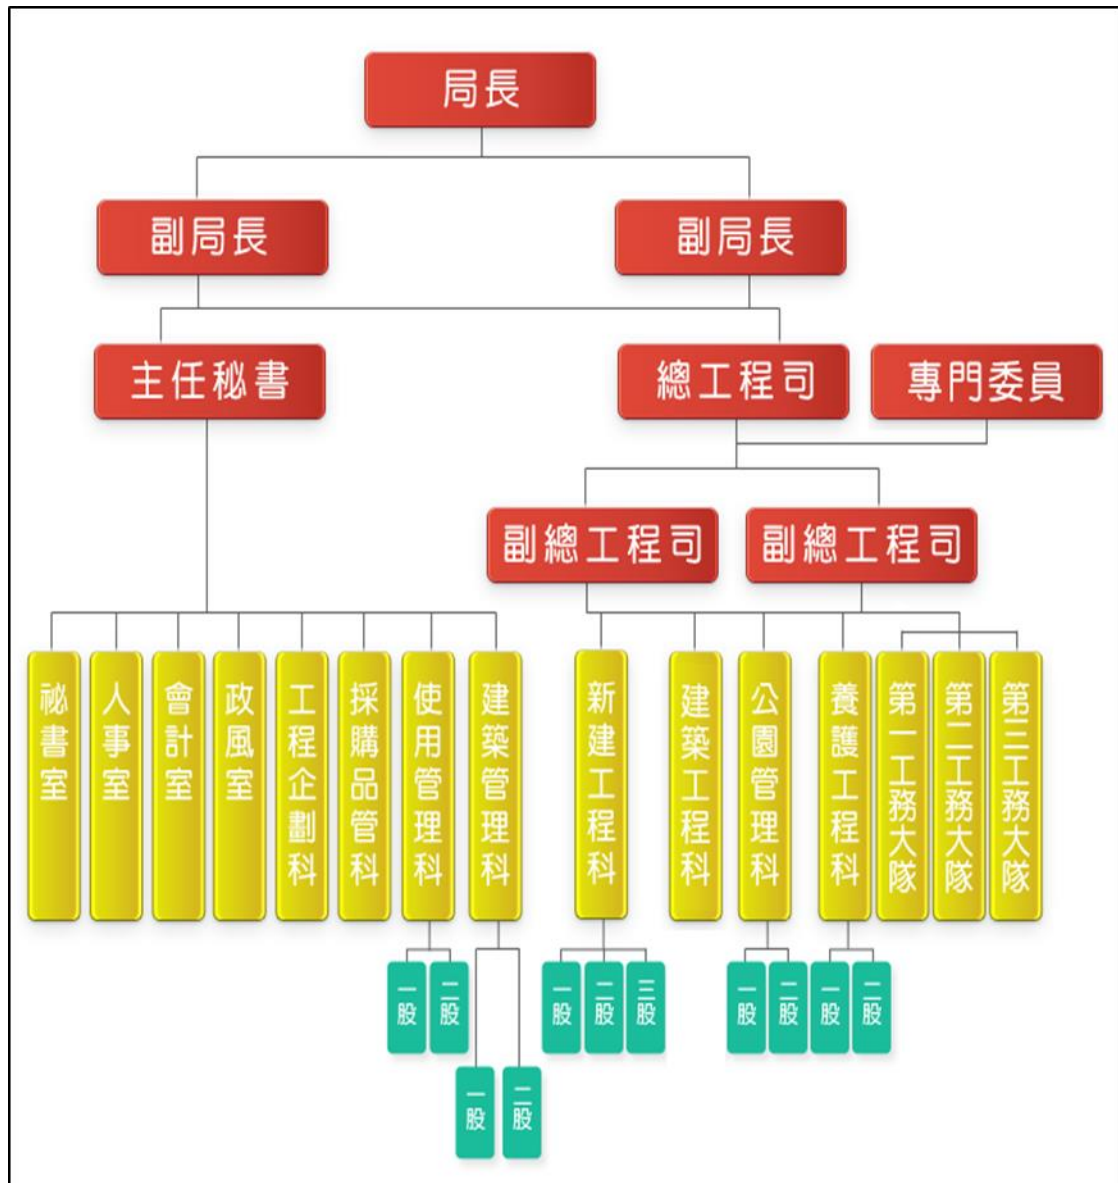 局長
副局長
副局長
主任秘書
總工程司
專門委員
副總工程司
副總工程司
祕書室
人事室
會計室
政風室
工程企劃科
採購品管科
使用管理科
建築管理科
新建工程科
建築工程科
公園管理科
養護工程科
第一工務大隊
第二工務大隊
第三工務大隊
一股
二股
一股
二股
三股
一股
二股
一股
二股
一股
二股